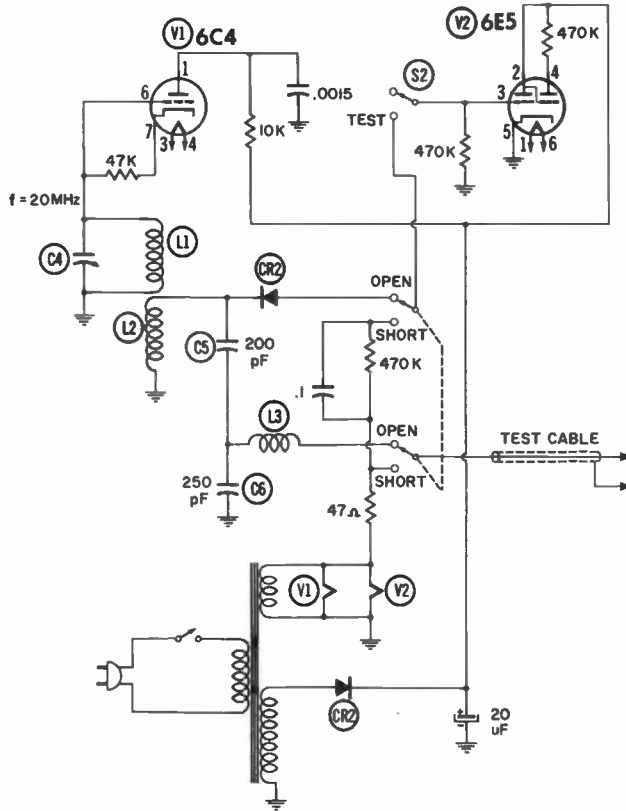 V1 6C4
V2 6E5
470K
1
2
4
S2
6
.0015
3
7
TEST
5
3 4
10K
470K
1 6
47K
f = 20MHz
L1
C4
CR2
OPEN
L2
C5
200
pF
SHORT
470K
.1
L3
OPEN
TEST CABLE
250
pF
C6
SHORT
47Ω
V1
V2
CR2
+
20
uF